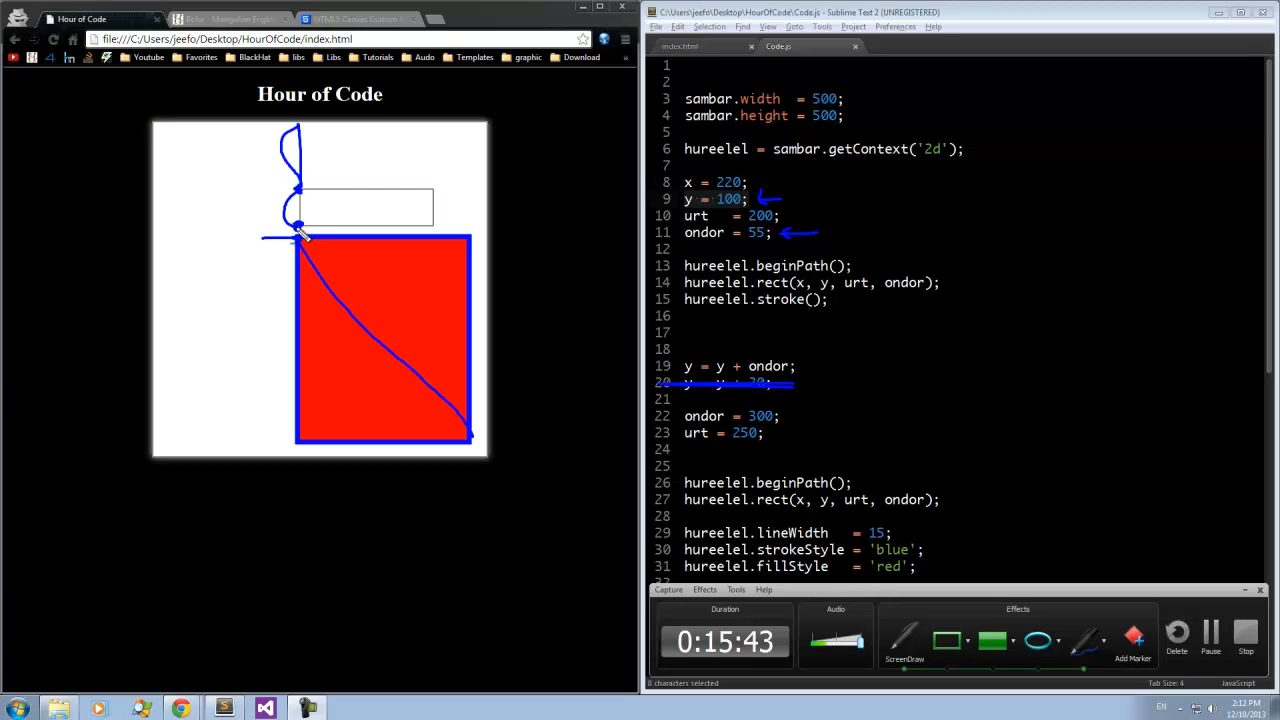 Hour of Code
Bolor - Mongolian Englis
HTML5 Canvas Custom
file:///C:/Users/jeefo/Desktop/HourOfCode/index.html
Youtube
Favorites
BlackHat
libs
Libs
Tutorials
Audo
Templates
graphic
Download
Hour of Code
C:\Users\jeefo\Desktop\HourOfCode\Code.js - Sublime Text 2 (UNREGISTERED)
File Edit Selection Find View Goto Tools Project Preferences Help
index.html
Code.js
1
2
3 sambar.width = 500;
4 sambar.height = 500;
5
6 hureelel = sambar.getContext('2d');
7
8 x = 220;
9 y = 100;
10 urt = 200;
11 ondor = 55;
12
13 hureelel.beginPath();
14 hureelel.rect(x, y, urt, ondor);
15 hureelel.stroke();
16
17
18
19 y = y + ondor;
20 y = y + 20;
21
22 ondor = 300;
23 urt = 250;
24
25
26 hureelel.beginPath();
27 hureelel.rect(x, y, urt, ondor);
28
29 hureelel.lineWidth = 15;
30 hureelel.strokeStyle = 'blue';
31 hureelel.fillStyle = 'red';
Capture Effects Tools Help
Duration
Audio
Effects
0:15:43
ScreenDraw
Add Marker
Delete
Pause
Stop
8 characters selected
Tab Size: 4
JavaScript
EN
2:12 PM
12/10/2013